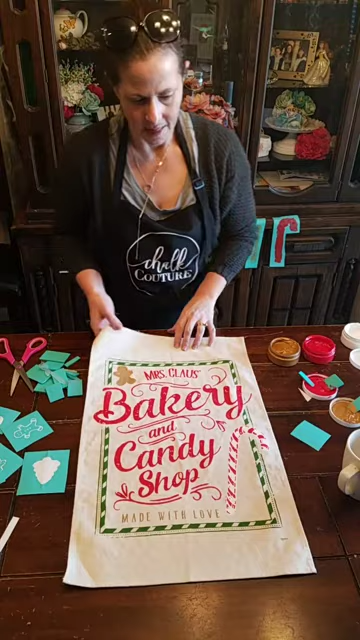 chalk
COUTURE
MRS. CLAUS'
Bakery
and
Candy
Shop
MADE WITH LOVE